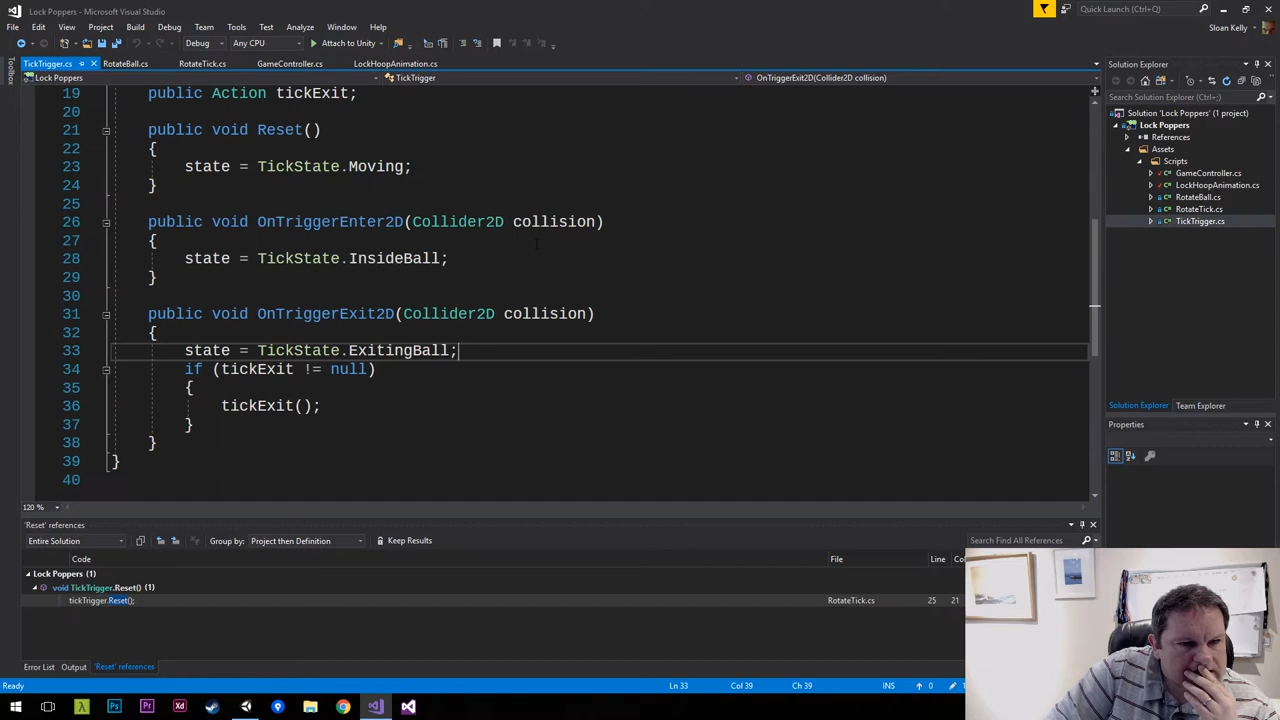 Lock Poppers - Microsoft Visual Studio
Quick Launch (Ctrl+Q)
File Edit View Project Build Debug Team Tools Test Analyze Window Help
Sloan Kelly
Debug Any CPU Attach to Unity
Toolbox
TickTrigger.cs RotateBall.cs RotateTick.cs GameController.cs LockHoopAnimation.cs
Lock Poppers TickTrigger OnTriggerExit2D(Collider2D collision)
19 public Action tickExit;
20
21 public void Reset()
22 {
23 state = TickState.Moving;
24 }
25
26 public void OnTriggerEnter2D(Collider2D collision)
27 {
28 state = TickState.InsideBall;
29 }
30
31 public void OnTriggerExit2D(Collider2D collision)
32 {
33 state = TickState.ExitingBall;
34 if (tickExit != null)
35 {
36 tickExit();
37 }
38 }
39 }
40
120 %
Solution Explorer
Search Solution Explorer (Ctrl+;)
Solution 'Lock Poppers' (1 project)
Lock Poppers
References
Assets
Scripts
GameController.cs
LockHoopAnimation.cs
RotateBall.cs
RotateTick.cs
TickTrigger.cs
Solution Explorer Team Explorer
Properties
'Reset' references
Entire Solution Group by: Project then Definition Keep Results Search Find All References
Code File Line Co
Lock Poppers (1)
void TickTrigger.Reset() (1)
tickTrigger.Reset(); RotateTick.cs 25 21
Error List Output 'Reset' references
Ready Ln 33 Col 39 Ch 39 INS 0 1